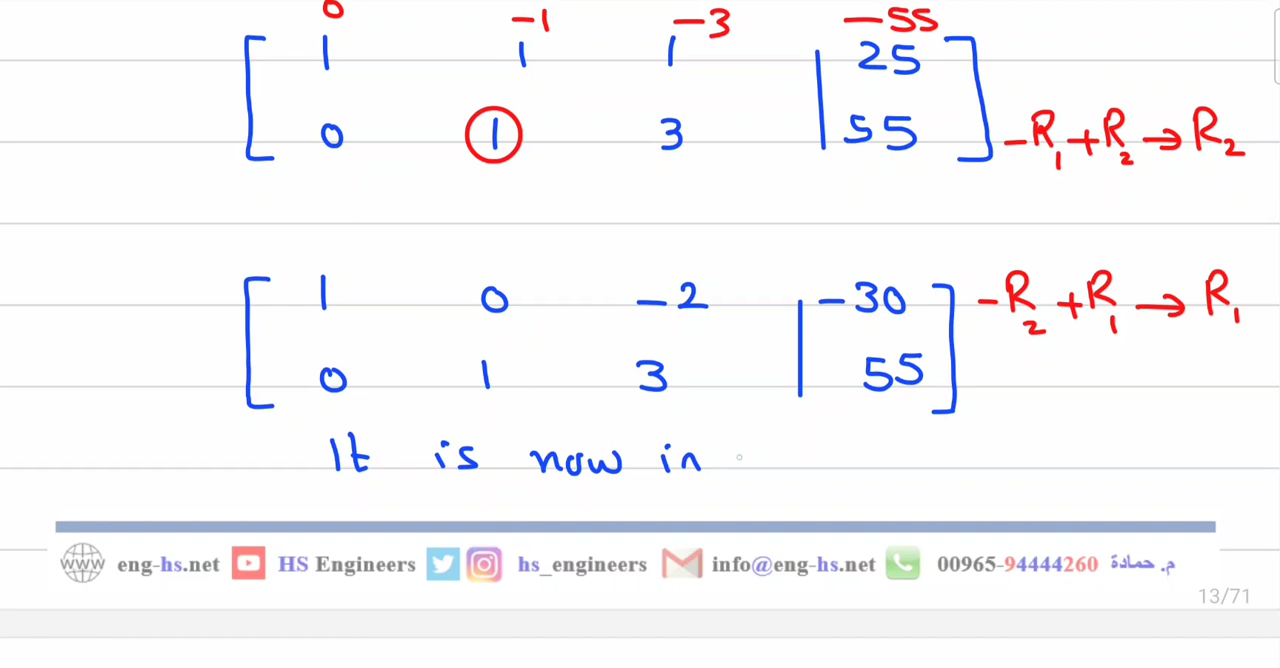 0 -1 -3 -55
[ 1 1 1 | 25 ]
[ 0 1 3 | 55 ] -R₁+R₂→R₂
[ 1 0 -2 | -30 ] -R₂+R₁→R₁
[ 0 1 3 | 55 ]
It is now in
www eng-hs.net HS Engineers hs_engineers info@eng-hs.net 00965-94444260 م. حمادة
13/71